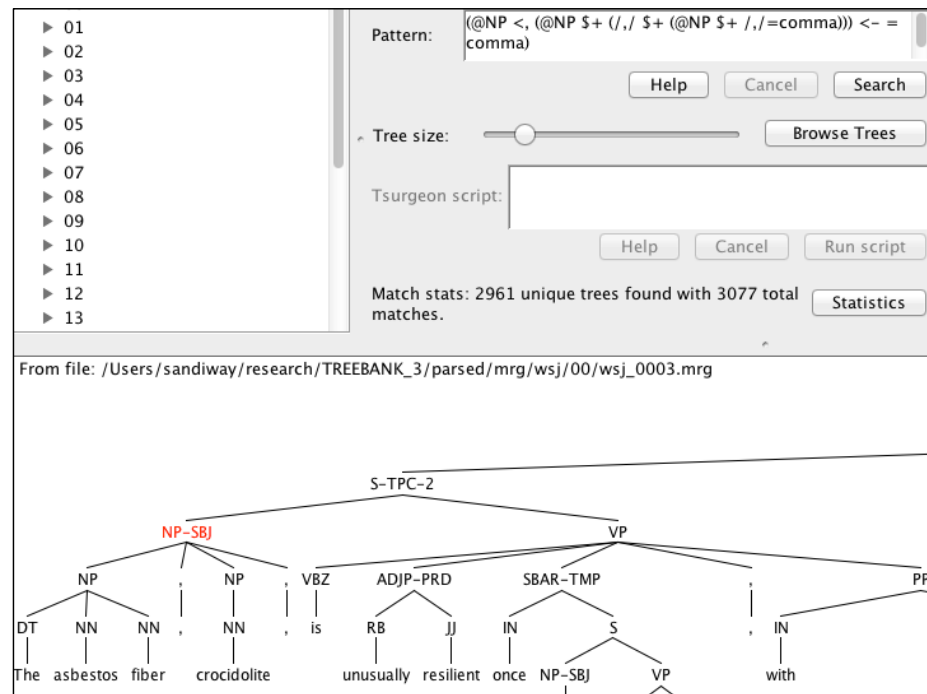 01
02
03
04
05
06
07
08
09
10
11
12
13
Pattern:
(@NP <, (@NP $+ (/,/ $+ (@NP $+ /,/=comma))) <- =
comma)
Help Cancel Search
Tree size:
Browse Trees
Tsurgeon script:
Help Cancel Run script
Match stats: 2961 unique trees found with 3077 total
matches.
Statistics
From file: /Users/sandiway/research/TREEBANK_3/parsed/mrg/wsj/00/wsj_0003.mrg
S-TPC-2
NP-SBJ VP
NP , NP , VBZ ADJP-PRD SBAR-TMP , PP
DT NN NN , NN , is RB JJ IN S , IN
The asbestos fiber crocidolite unusually resilient once NP-SBJ VP with